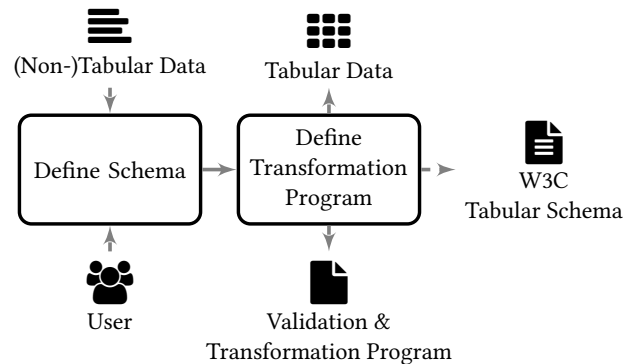 (Non-)Tabular Data
Tabular Data
Define Schema
Define
Transformation
Program
W3C
Tabular Schema
User
Validation &
Transformation Program